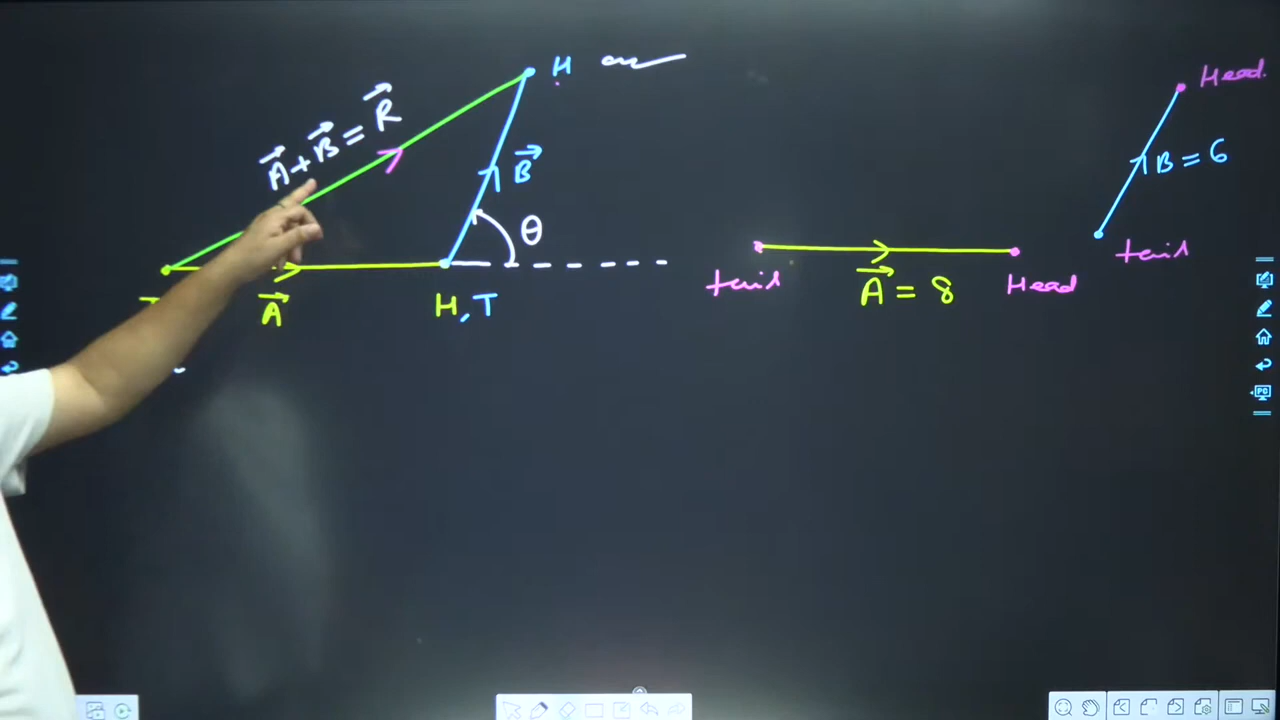 H
A⃗ + B⃗ = R⃗
B⃗
θ
A⃗
H, T
Head.
B = 6
tail
tail
A⃗ = 8
Head